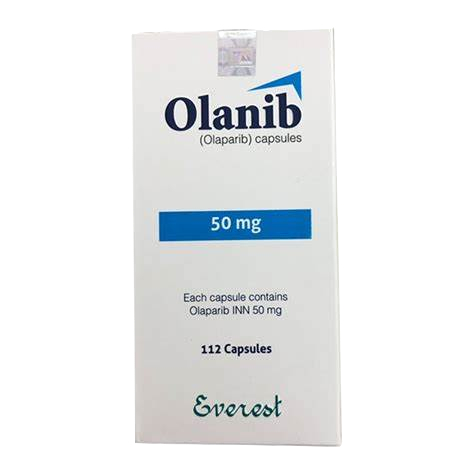 Olanib
(Olaparib) capsules
50 mg
Each capsule contains
Olaparib INN 50 mg
112 Capsules
Everest